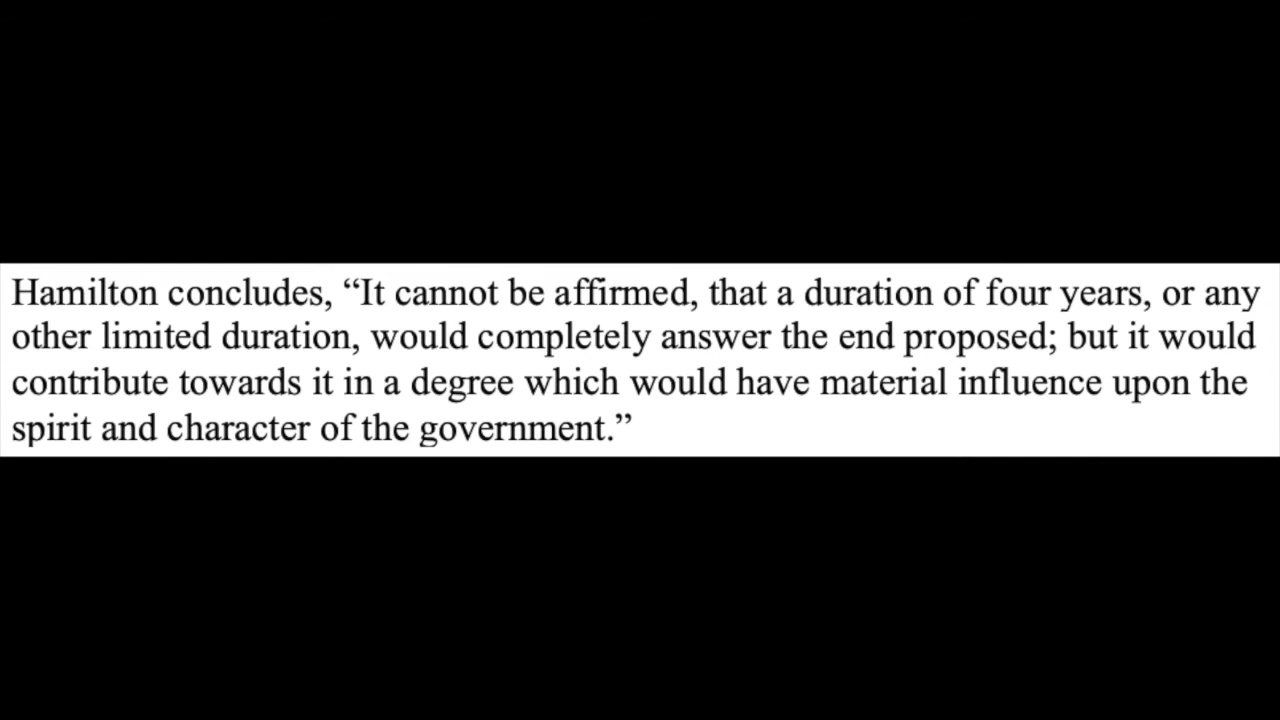 Hamilton concludes, “It cannot be affirmed, that a duration of four years, or any
other limited duration, would completely answer the end proposed; but it would
contribute towards it in a degree which would have material influence upon the
spirit and character of the government.”